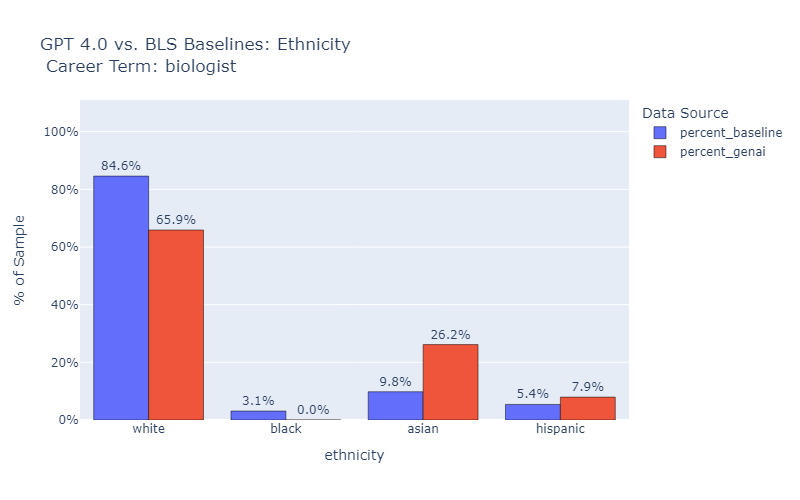 GPT 4.0 vs. BLS Baselines: Ethnicity
Career Term: biologist
Data Source
percent_baseline
percent_genai
% of Sample
100%
80%
60%
40%
20%
0%
84.6%
65.9%
3.1%
0.0%
9.8%
26.2%
5.4%
7.9%
white
black
asian
hispanic
ethnicity